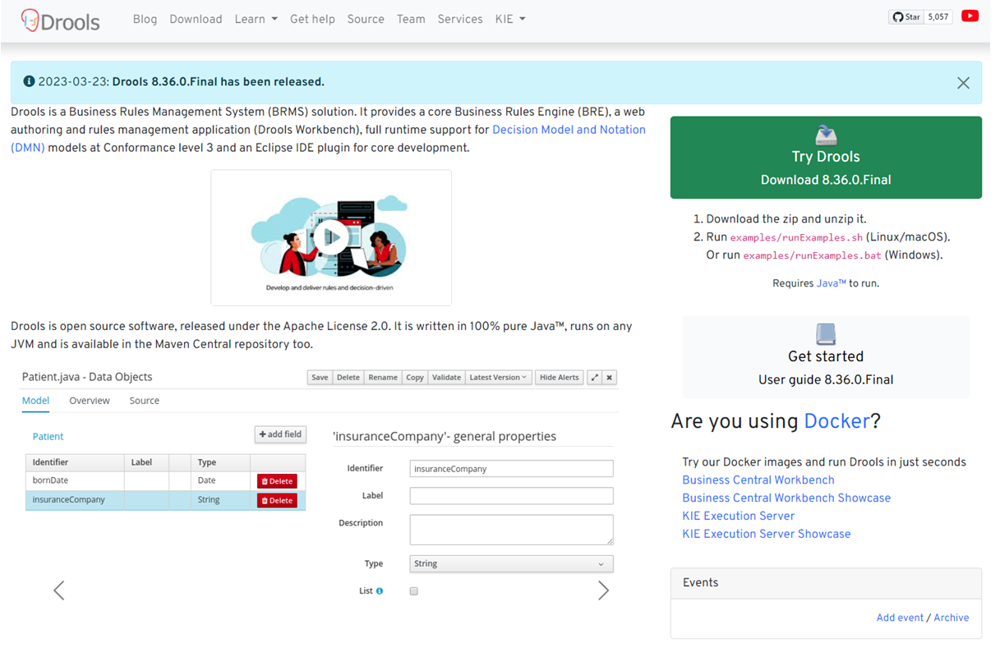 Drools
Blog Download Learn Get help Source Team Services KIE
Star 5,057
2023-03-23: Drools 8.36.0.Final has been released.
Drools is a Business Rules Management System (BRMS) solution. It provides a core Business Rules Engine (BRE), a web
authoring and rules management application (Drools Workbench), full runtime support for Decision Model and Notation
(DMN) models at Conformance level 3 and an Eclipse IDE plugin for core development.
Develop and deliver rules and decision-driven
Drools is open source software, released under the Apache License 2.0. It is written in 100% pure Java™, runs on any
JVM and is available in the Maven Central repository too.
Patient.java - Data Objects
Save Delete Rename Copy Validate Latest Version Hide Alerts
Model Overview Source
Patient
+ add field
Identifier Label Type
bornDate Date Delete
insuranceCompany String Delete
'insuranceCompany'- general properties
Identifier insuranceCompany
Label
Description
Type String
List
Try Drools
Download 8.36.0.Final
1. Download the zip and unzip it.
2. Run examples/runExamples.sh (Linux/macOS).
Or run examples/runExamples.bat (Windows).
Requires Java™ to run.
Get started
User guide 8.36.0.Final
Are you using Docker?
Try our Docker images and run Drools in just seconds
Business Central Workbench
Business Central Workbench Showcase
KIE Execution Server
KIE Execution Server Showcase
Events
Add event / Archive